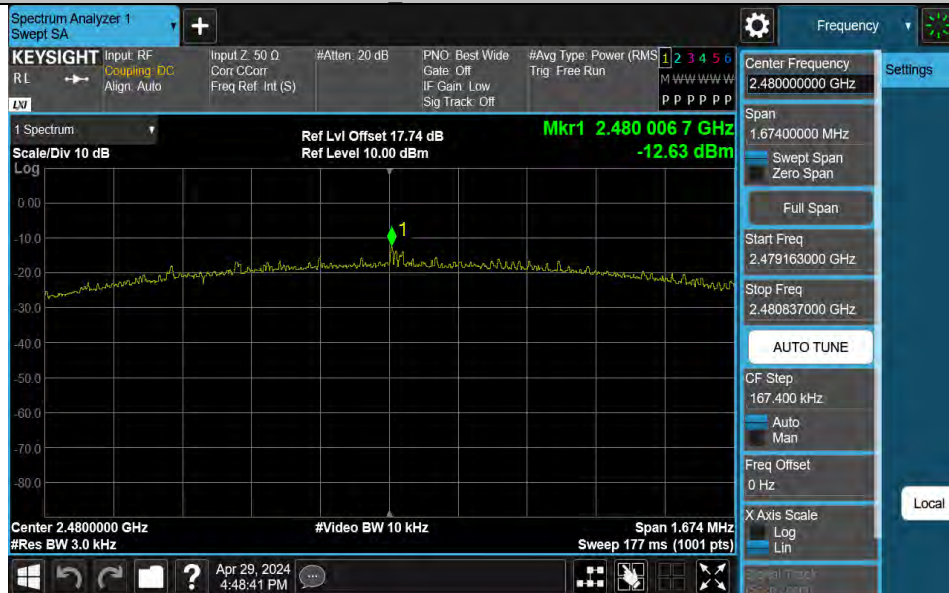 Spectrum Analyzer 1
Swept SA
+
Frequency
KEYSIGHT
RL
LXI
Input: RF
Coupling: DC
Align: Auto
Input Z: 50 Ω
Corr CCorr
Freq Ref: Int (S)
#Atten: 20 dB
PNO: Best Wide
Gate: Off
IF Gain: Low
Sig Track: Off
#Avg Type: Power (RMS
Trig: Free Run
1 2 3 4 5 6
M W W W W W
P P P P P P
Center Frequency
2.480000000 GHz
Settings
Span
1.67400000 MHz
Swept Span
Zero Span
Full Span
Start Freq
2.479163000 GHz
Stop Freq
2.480837000 GHz
AUTO TUNE
CF Step
167.400 kHz
Auto
Man
Freq Offset
0 Hz
X Axis Scale
Log
Lin
Signal Track
Local
1 Spectrum
Scale/Div 10 dB
Log
Ref Lvl Offset 17.74 dB
Ref Level 10.00 dBm
Mkr1 2.480 006 7 GHz
-12.63 dBm
1
0.00
-10.0
-20.0
-30.0
-40.0
-50.0
-60.0
-70.0
-80.0
Center 2.4800000 GHz
#Res BW 3.0 kHz
#Video BW 10 kHz
Span 1.674 MHz
Sweep 177 ms (1001 pts)
?
Apr 29, 2024
4:48:41 PM